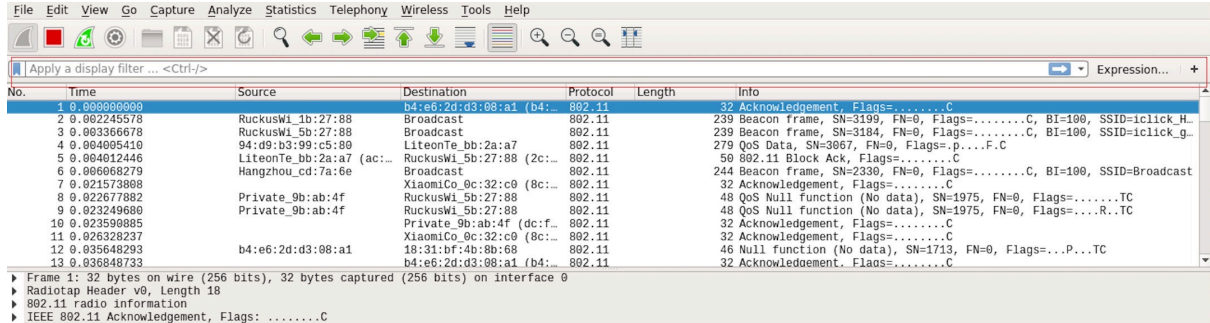 File Edit View Go Capture Analyze Statistics Telephony Wireless Tools Help
Apply a display filter ... <Ctrl-/> Expression... +
No. Time Source Destination Protocol Length Info
1 0.000000000 b4:e6:2d:d3:08:a1 (b4:… 802.11 32 Acknowledgement, Flags=........C
2 0.002245578 RuckusWi_1b:27:88 Broadcast 802.11 239 Beacon frame, SN=3199, FN=0, Flags=........C, BI=100, SSID=iclick_H…
3 0.003366678 RuckusWi_5b:27:88 Broadcast 802.11 239 Beacon frame, SN=3184, FN=0, Flags=........C, BI=100, SSID=iclick_g…
4 0.004005410 94:d9:b3:99:c5:80 LiteonTe_bb:2a:a7 802.11 279 QoS Data, SN=3067, FN=0, Flags=.p....F.C
5 0.004012446 LiteonTe_bb:2a:a7 (ac:… RuckusWi_5b:27:88 (2c:… 802.11 50 802.11 Block Ack, Flags=........C
6 0.006068279 Hangzhou_cd:7a:6e Broadcast 802.11 244 Beacon frame, SN=2330, FN=0, Flags=........C, BI=100, SSID=Broadcast
7 0.021573808 XiaomiCo_0c:32:c0 (8c:… 802.11 32 Acknowledgement, Flags=........C
8 0.022677882 Private_9b:ab:4f RuckusWi_5b:27:88 802.11 48 QoS Null function (No data), SN=1975, FN=0, Flags=.......TC
9 0.023249680 Private_9b:ab:4f RuckusWi_5b:27:88 802.11 48 QoS Null function (No data), SN=1975, FN=0, Flags=....R..TC
10 0.023590885 Private_9b:ab:4f (dc:f… 802.11 32 Acknowledgement, Flags=........C
11 0.026328237 XiaomiCo_0c:32:c0 (8c:… 802.11 32 Acknowledgement, Flags=........C
12 0.035648293 b4:e6:2d:d3:08:a1 18:31:bf:4b:8b:68 802.11 46 Null function (No data), SN=1713, FN=0, Flags=...P...TC
13 0.036848733 b4:e6:2d:d3:08:a1 (b4:… 802.11 32 Acknowledgement, Flags=........C
Frame 1: 32 bytes on wire (256 bits), 32 bytes captured (256 bits) on interface 0
Radiotap Header v0, Length 18
802.11 radio information
IEEE 802.11 Acknowledgement, Flags: ........C